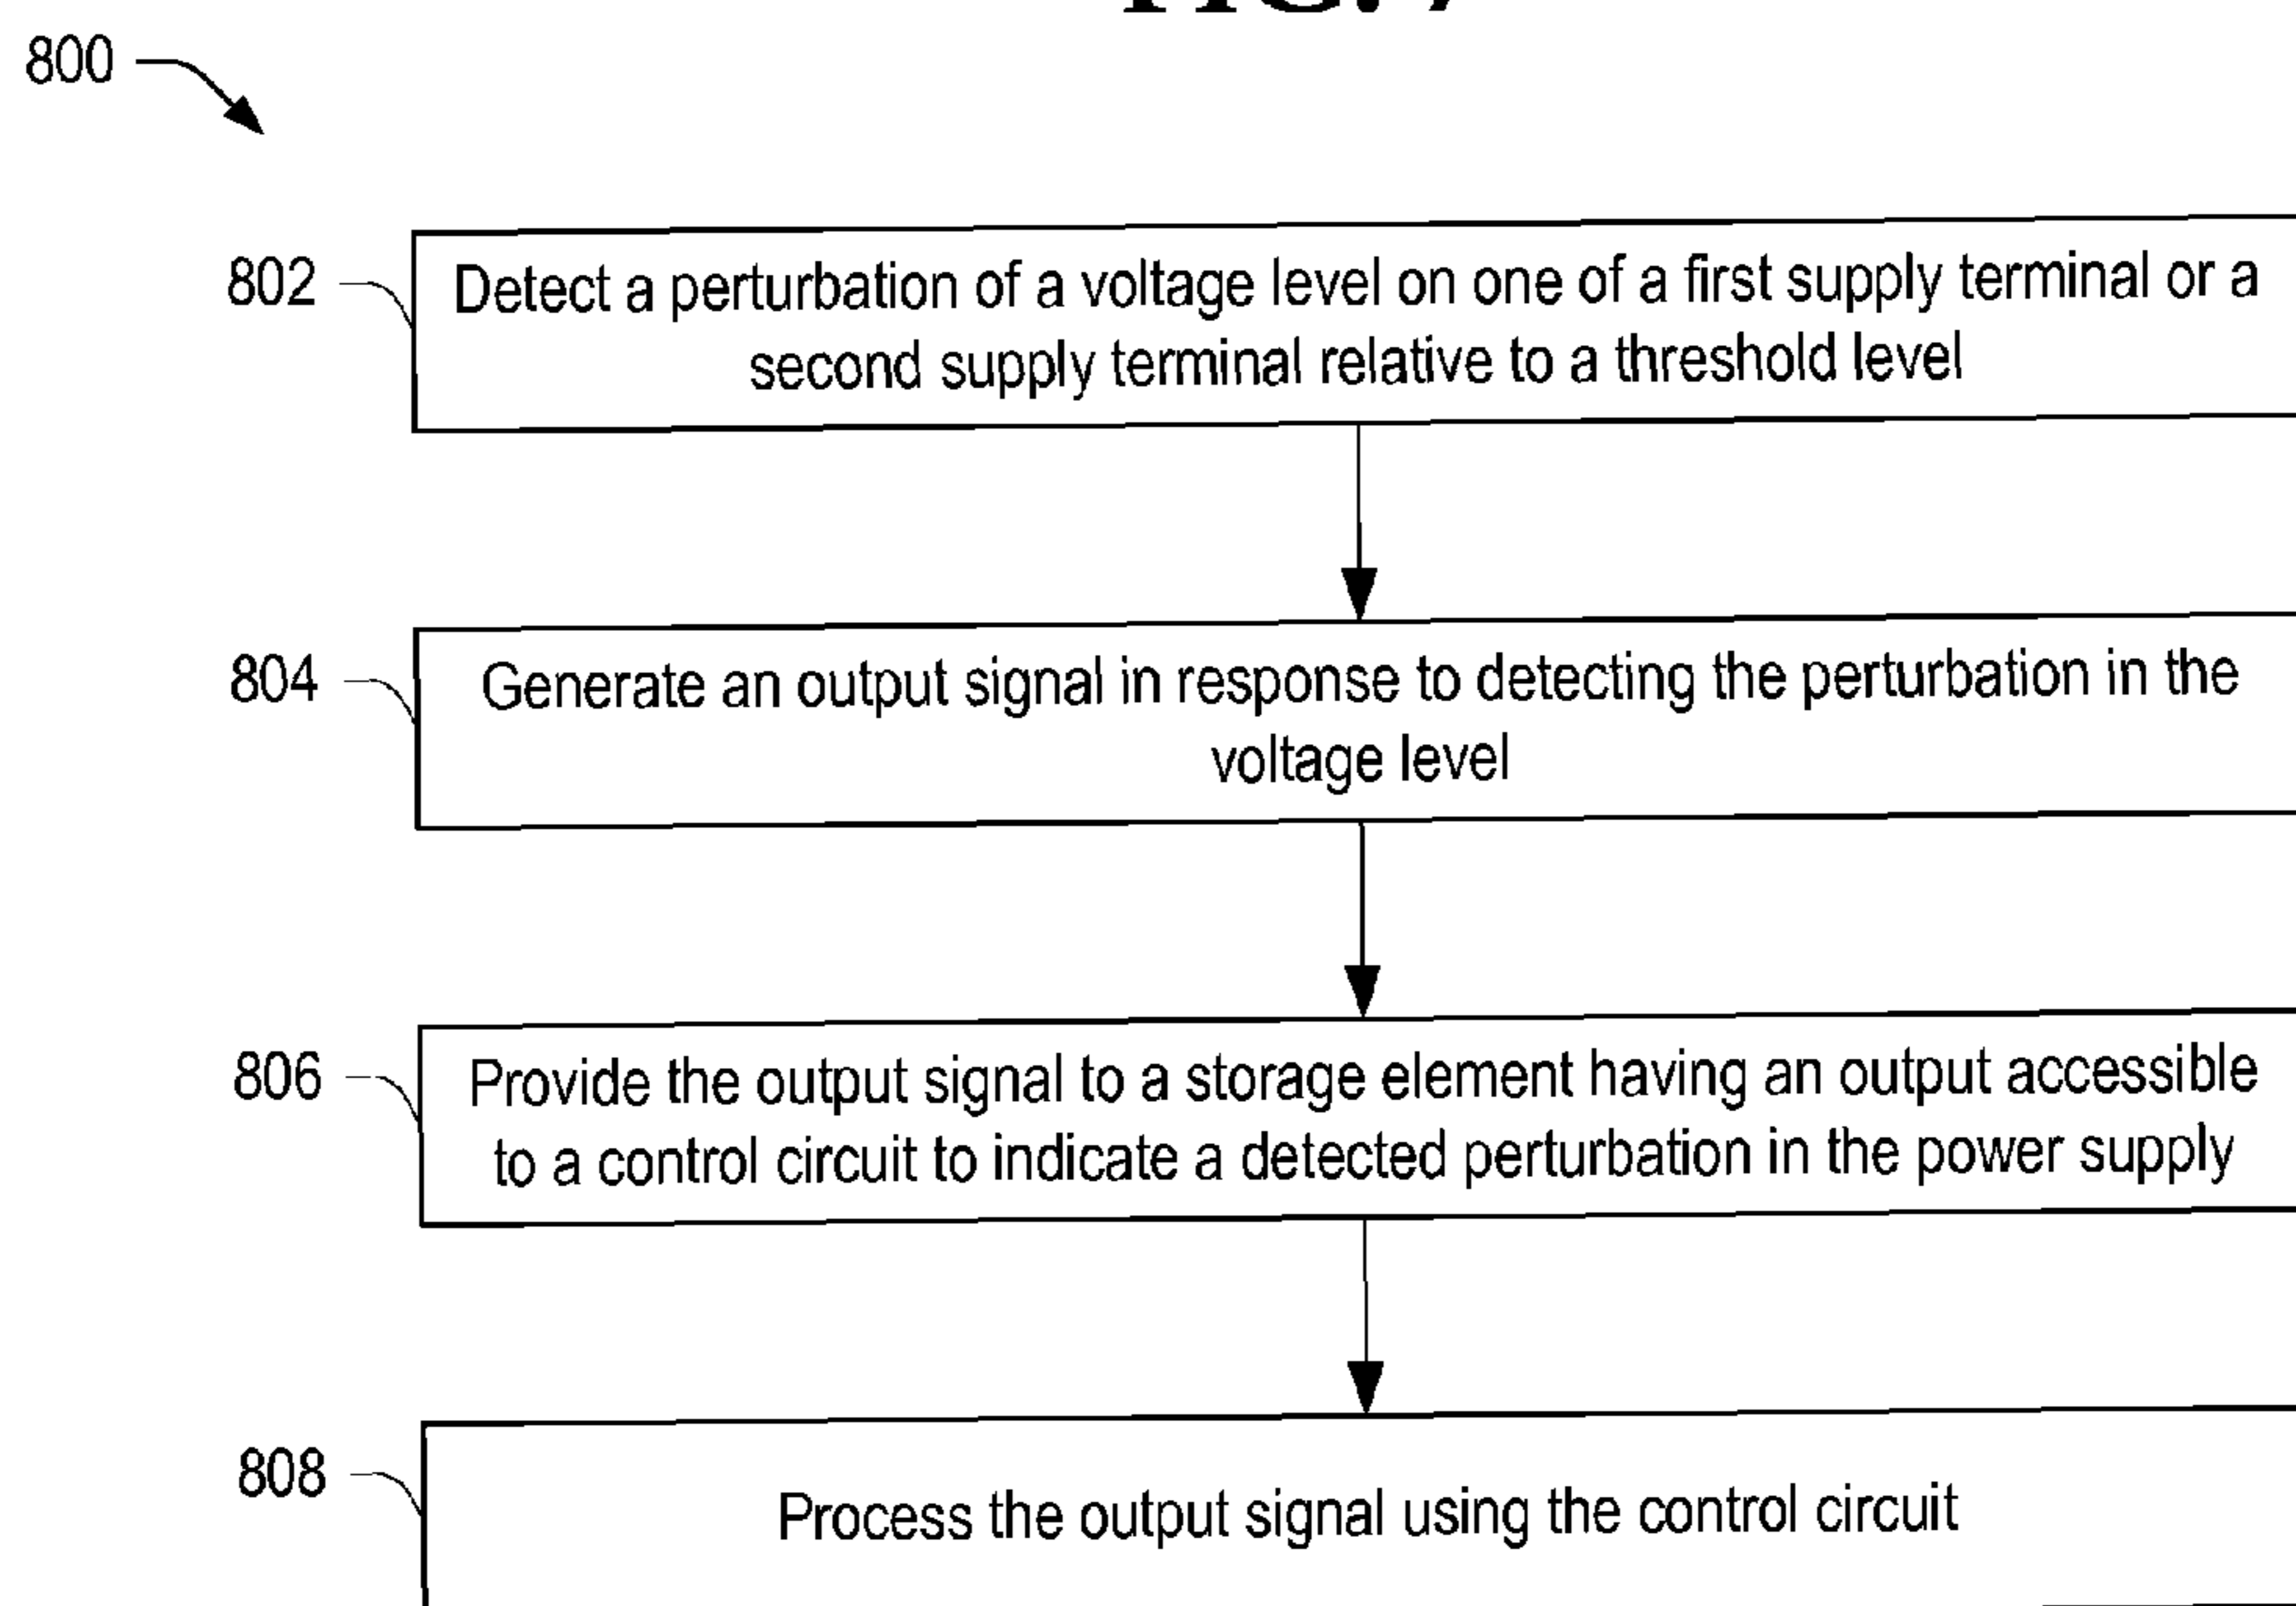 FIG. 7
800
802
Detect a perturbation of a voltage level on one of a first supply terminal or a
second supply terminal relative to a threshold level
804
Generate an output signal in response to detecting the perturbation in the
voltage level
806
Provide the output signal to a storage element having an output accessible
to a control circuit to indicate a detected perturbation in the power supply
808
Process the output signal using the control circuit